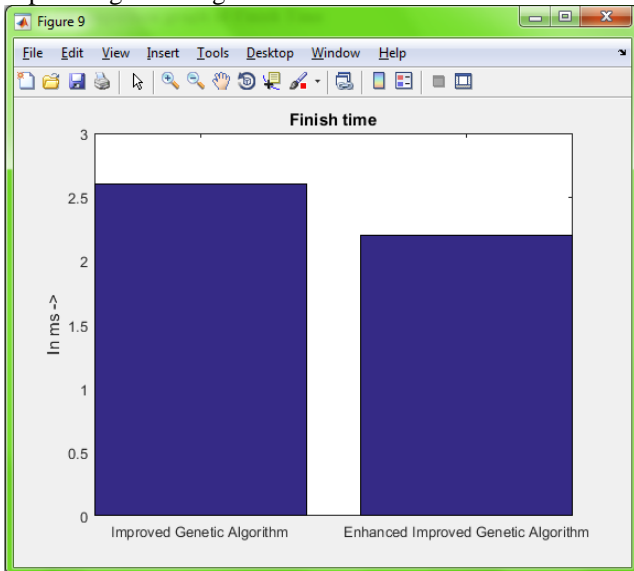 Figure 9
File Edit View Insert Tools Desktop Window Help
Finish time
3
2.5
2
1.5
1
0.5
0
In ms ->
Improved Genetic Algorithm Enhanced Improved Genetic Algorithm